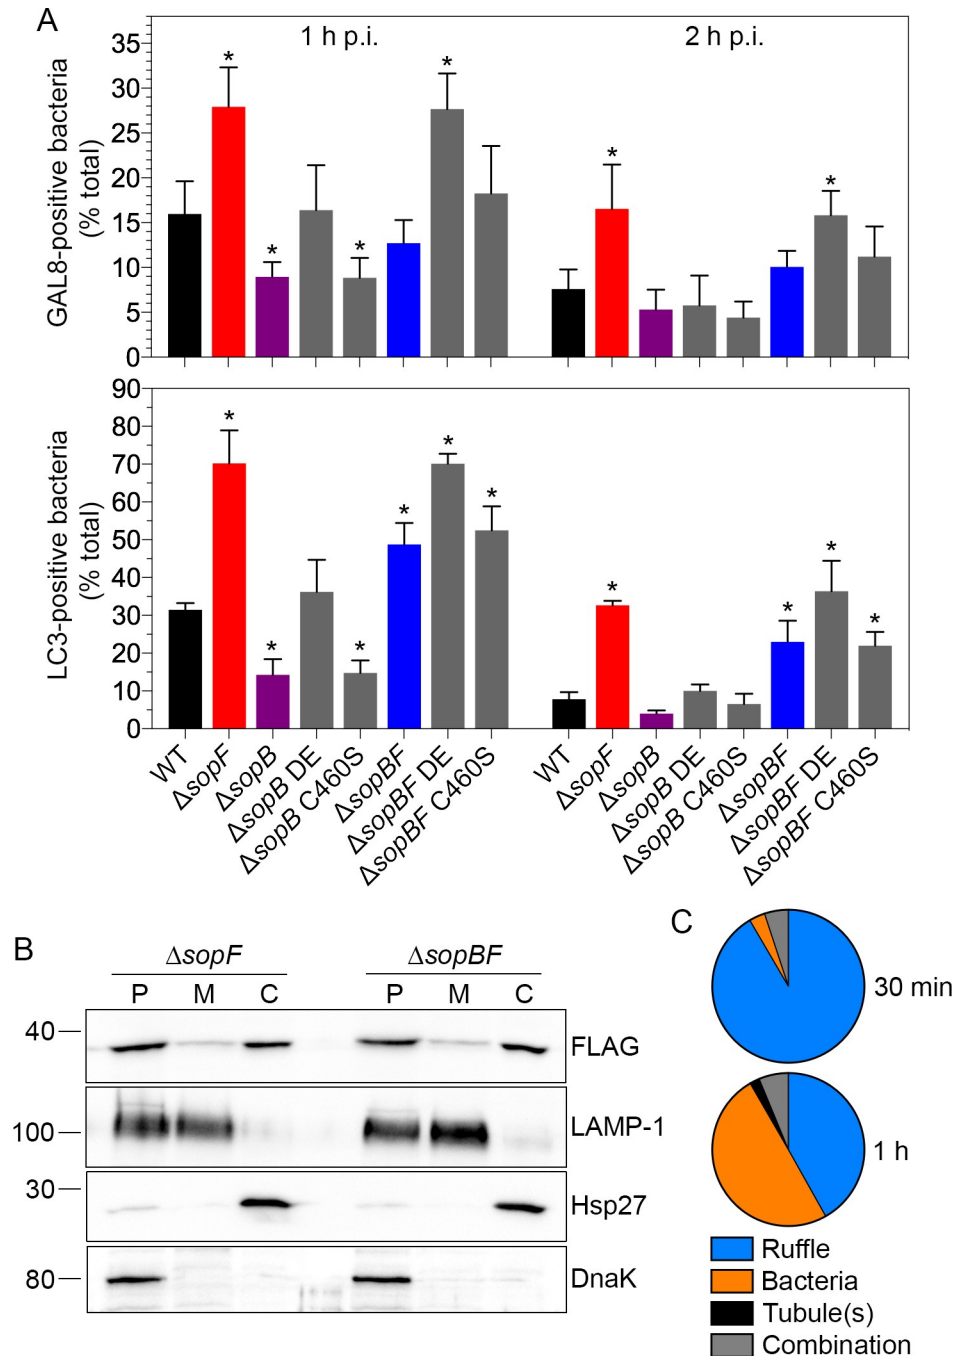 A
1 h p.i.
2 h p.i.
GAL8-positive bacteria
(% total)
35
30
25
20
15
10
5
0
*
*
*
*
*
*
*
LC3-positive bacteria
(% total)
90
80
70
60
50
40
30
20
10
0
*
*
*
*
*
*
*
*
*
*
WT
ΔsopF
ΔsopB
ΔsopB DE
ΔsopB C460S
ΔsopBF
ΔsopBF DE
ΔsopBF C460S
WT
ΔsopF
ΔsopB
ΔsopB DE
ΔsopB C460S
ΔsopBF
ΔsopBF DE
ΔsopBF C460S
B
ΔsopF
ΔsopBF
P M C P M C
40
FLAG
100
LAMP-1
30
Hsp27
80
DnaK
C
30 min
1 h
Ruffle
Bacteria
Tubule(s)
Combination